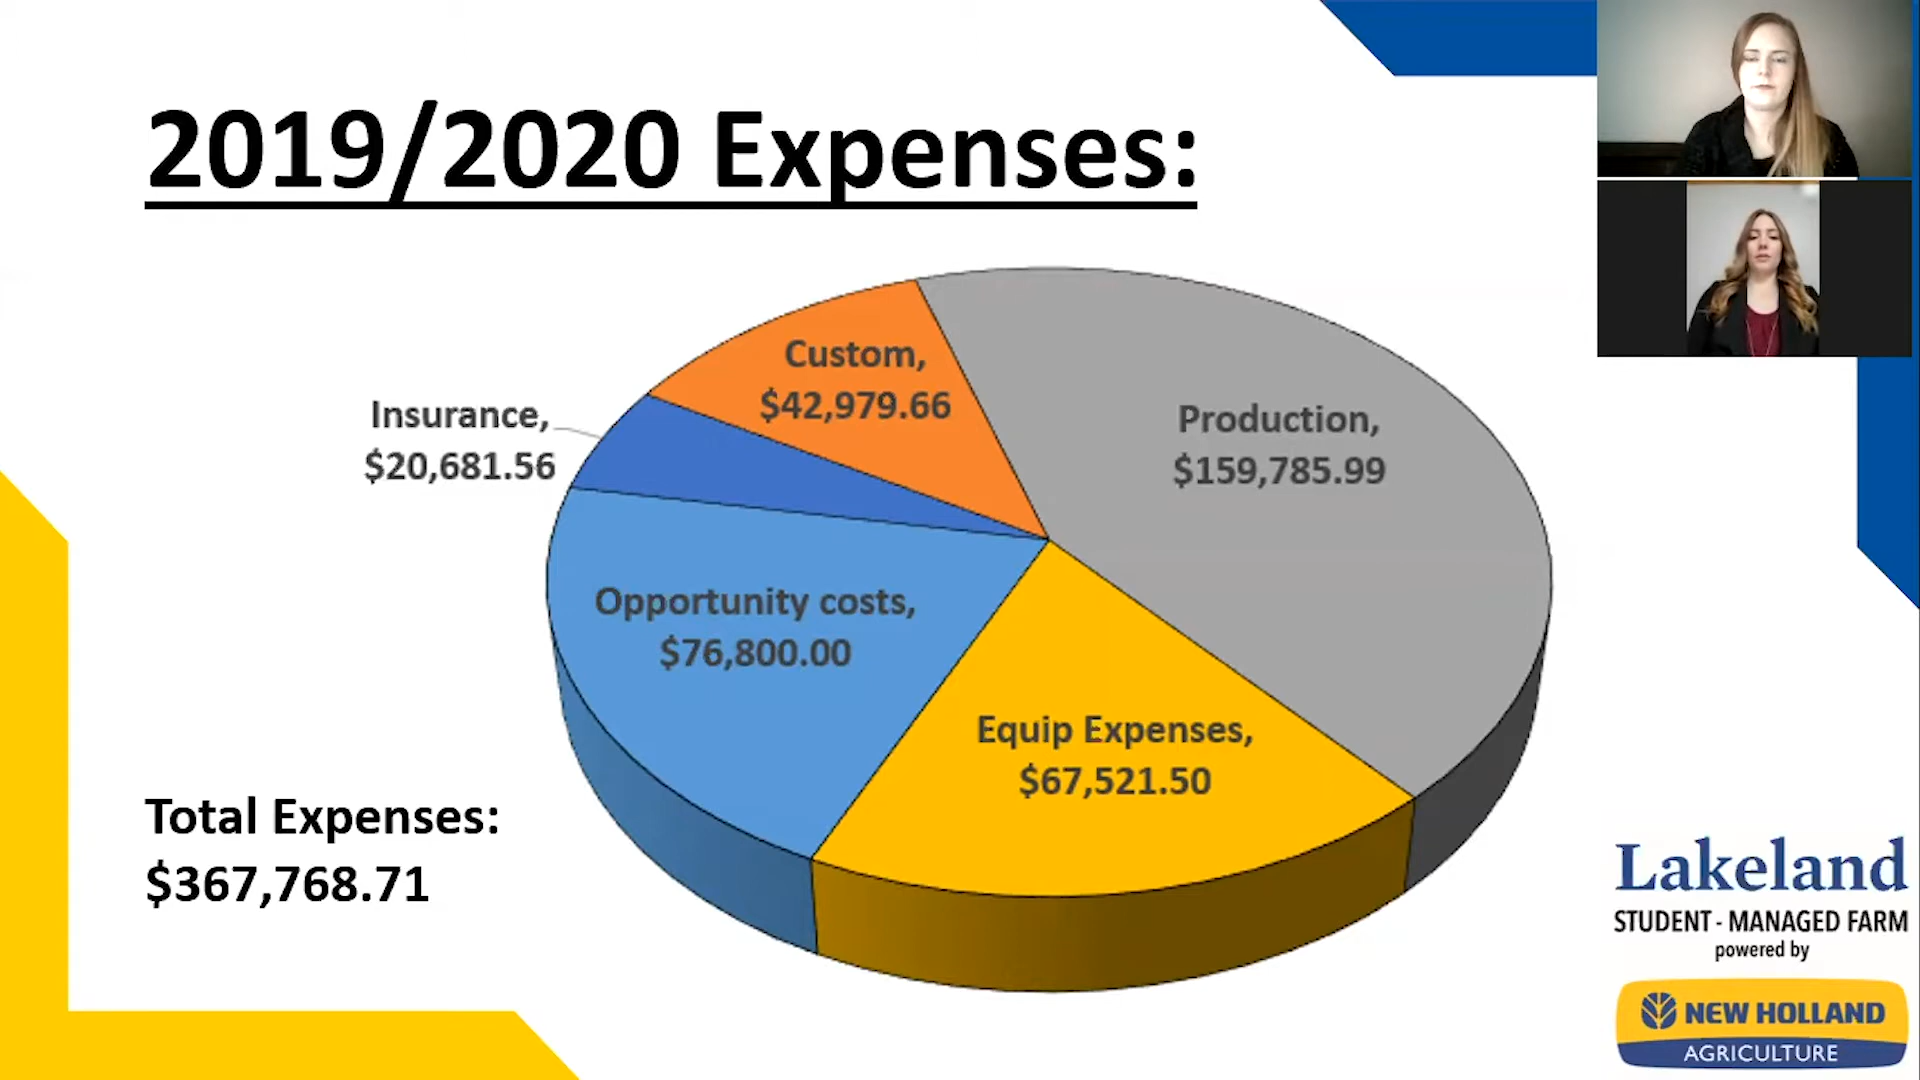 2019/2020 Expenses:
Custom,
$42,979.66
Insurance,
$20,681.56
Production,
$159,785.99
Opportunity costs,
$76,800.00
Equip Expenses,
$67,521.50
Total Expenses:
$367,768.71
Lakeland
STUDENT - MANAGED FARM
powered by
NEW HOLLAND
AGRICULTURE